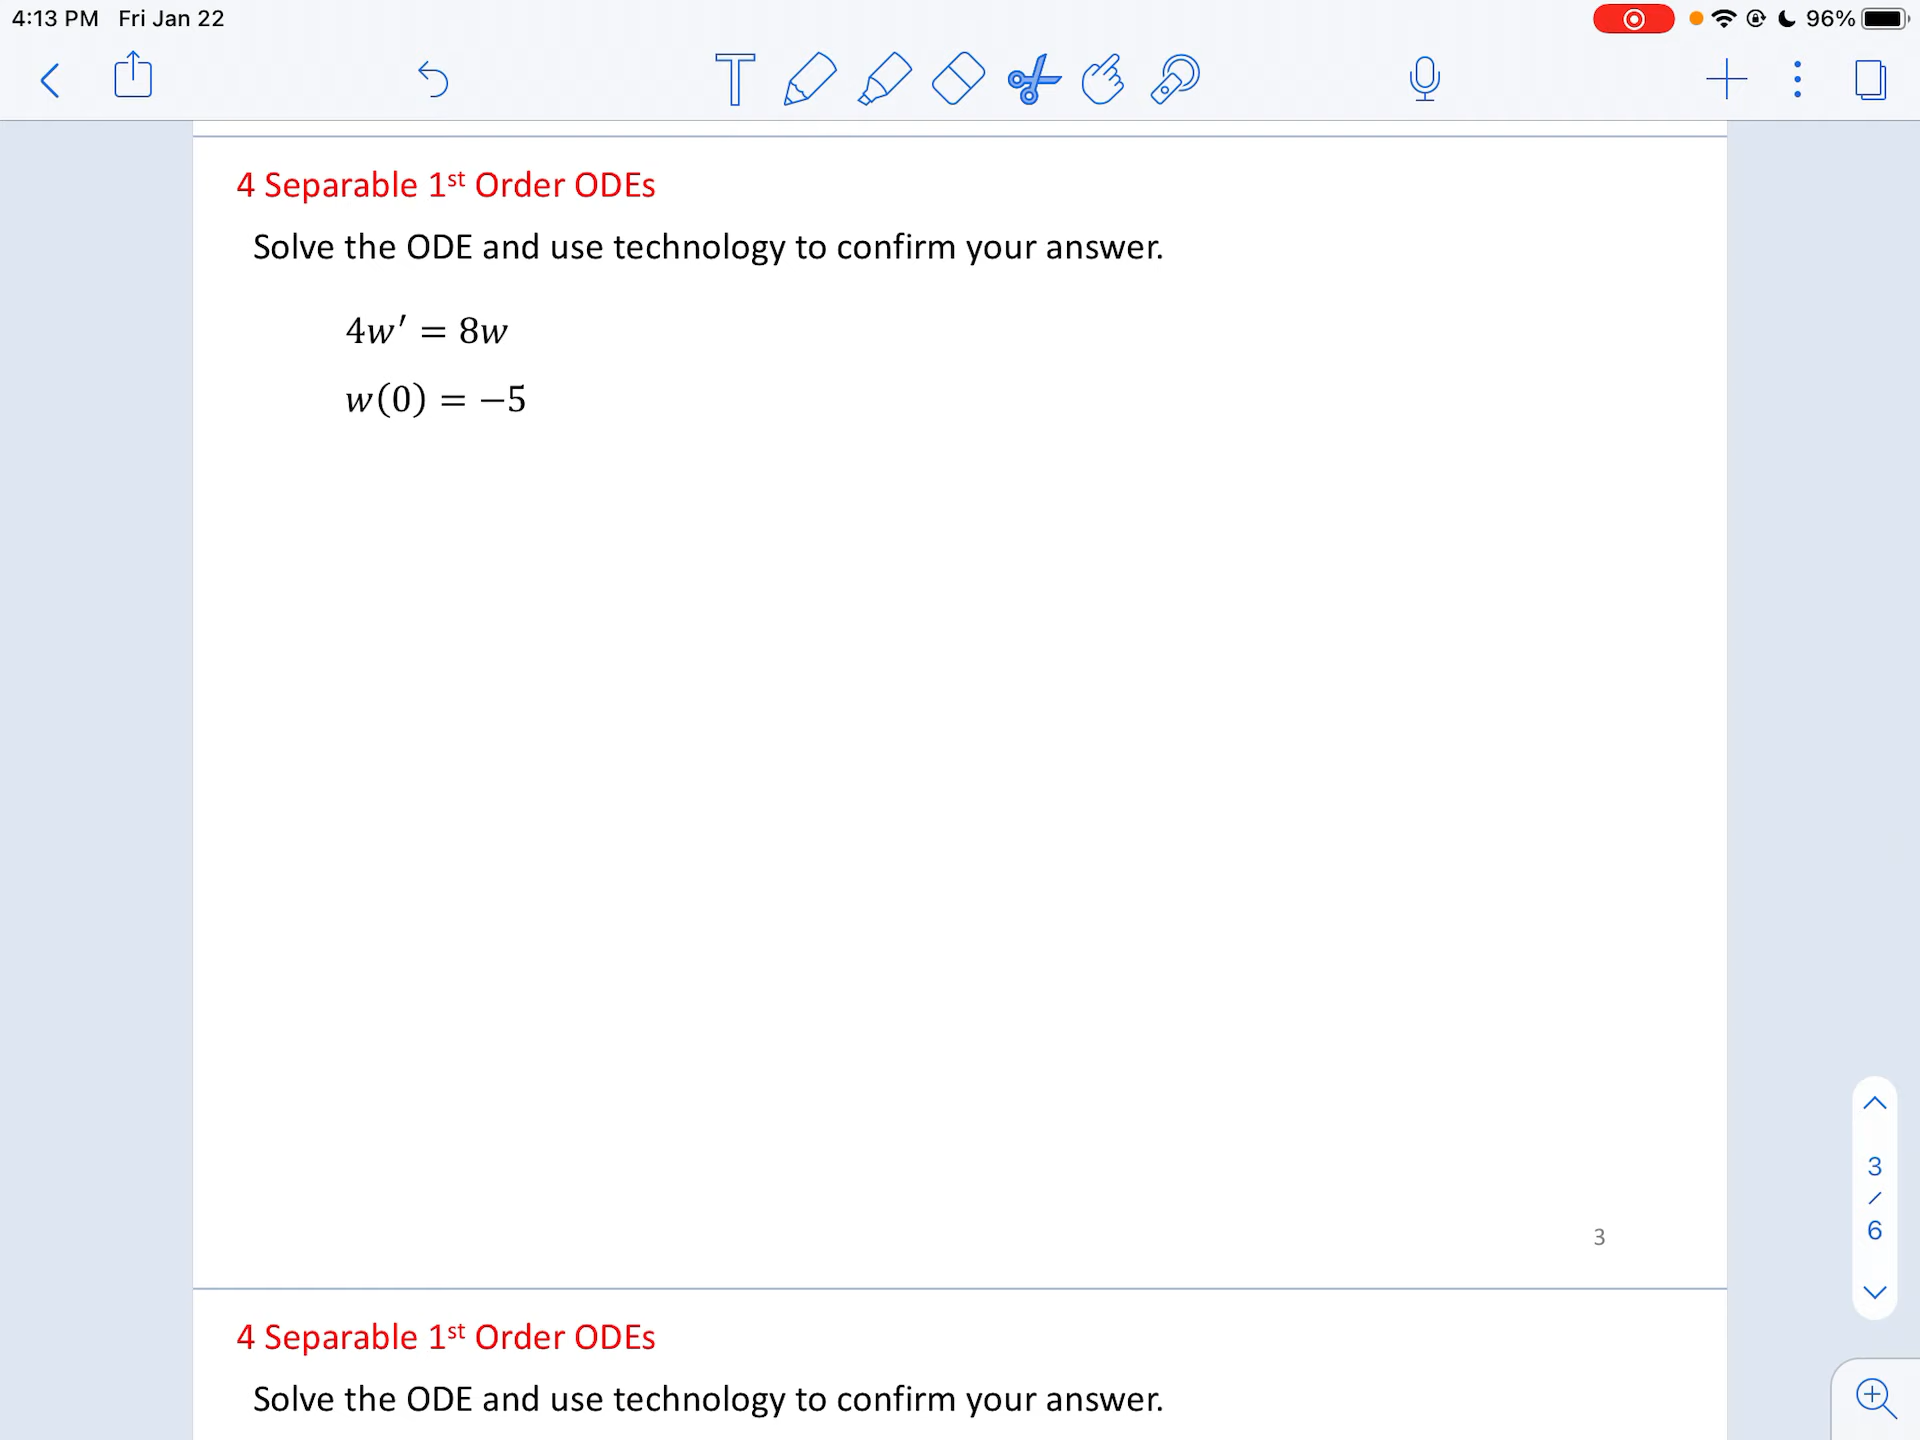 4:13 PM Fri Jan 22
96%
4 Separable 1st Order ODEs
Solve the ODE and use technology to confirm your answer.
4w′ = 8w
w(0) = −5
3
/
6
3
4 Separable 1st Order ODEs
Solve the ODE and use technology to confirm your answer.